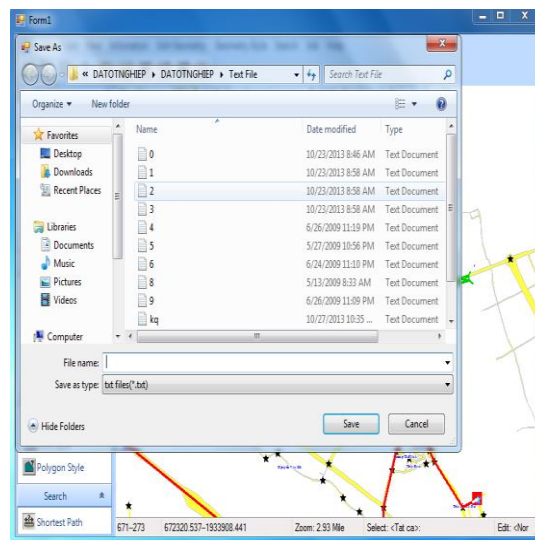 Form1
Save As
« DATOTNGHIEP ▸ DATOTNGHIEP ▸ Text File
Search Text File
Organize
New folder
Name Date modified Type
0 10/23/2013 8:46 AM Text Document
1 10/23/2013 8:58 AM Text Document
2 10/23/2013 8:58 AM Text Document
3 10/23/2013 8:58 AM Text Document
4 6/26/2009 11:19 PM Text Document
5 5/27/2009 10:56 PM Text Document
6 6/24/2009 11:10 PM Text Document
8 5/13/2009 8:33 AM Text Document
9 6/26/2009 11:09 PM Text Document
kq 10/27/2013 10:35 ... Text Document
Favorites
Desktop
Downloads
Recent Places
Libraries
Documents
Music
Pictures
Videos
Computer
File name:
Save as type: txt files(*.txt)
Hide Folders
Save
Cancel
Polygon Style
Search
Shortest Path
671-273 672320.537-1933908.441 Zoom: 2.93 Mile Select: <Tat ca>: Edit: <Nor